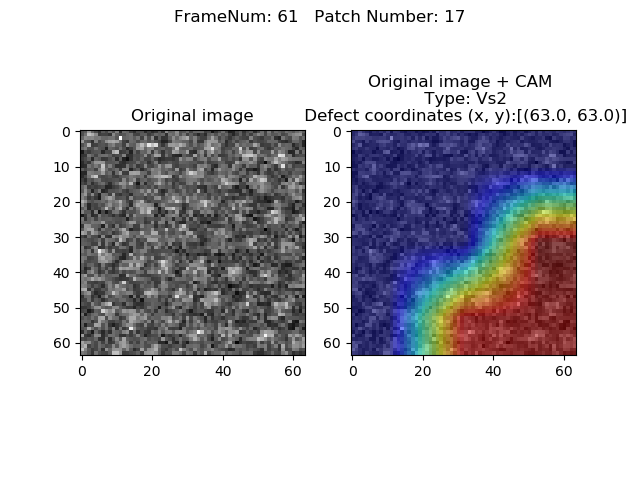 FrameNum: 61   Patch Number: 17
Original image
Original image + CAM
Type: Vs2
Defect coordinates (x, y):[(63.0, 63.0)]
0
10
20
30
40
50
60
0 20 40 60
0
10
20
30
40
50
60
0 20 40 60